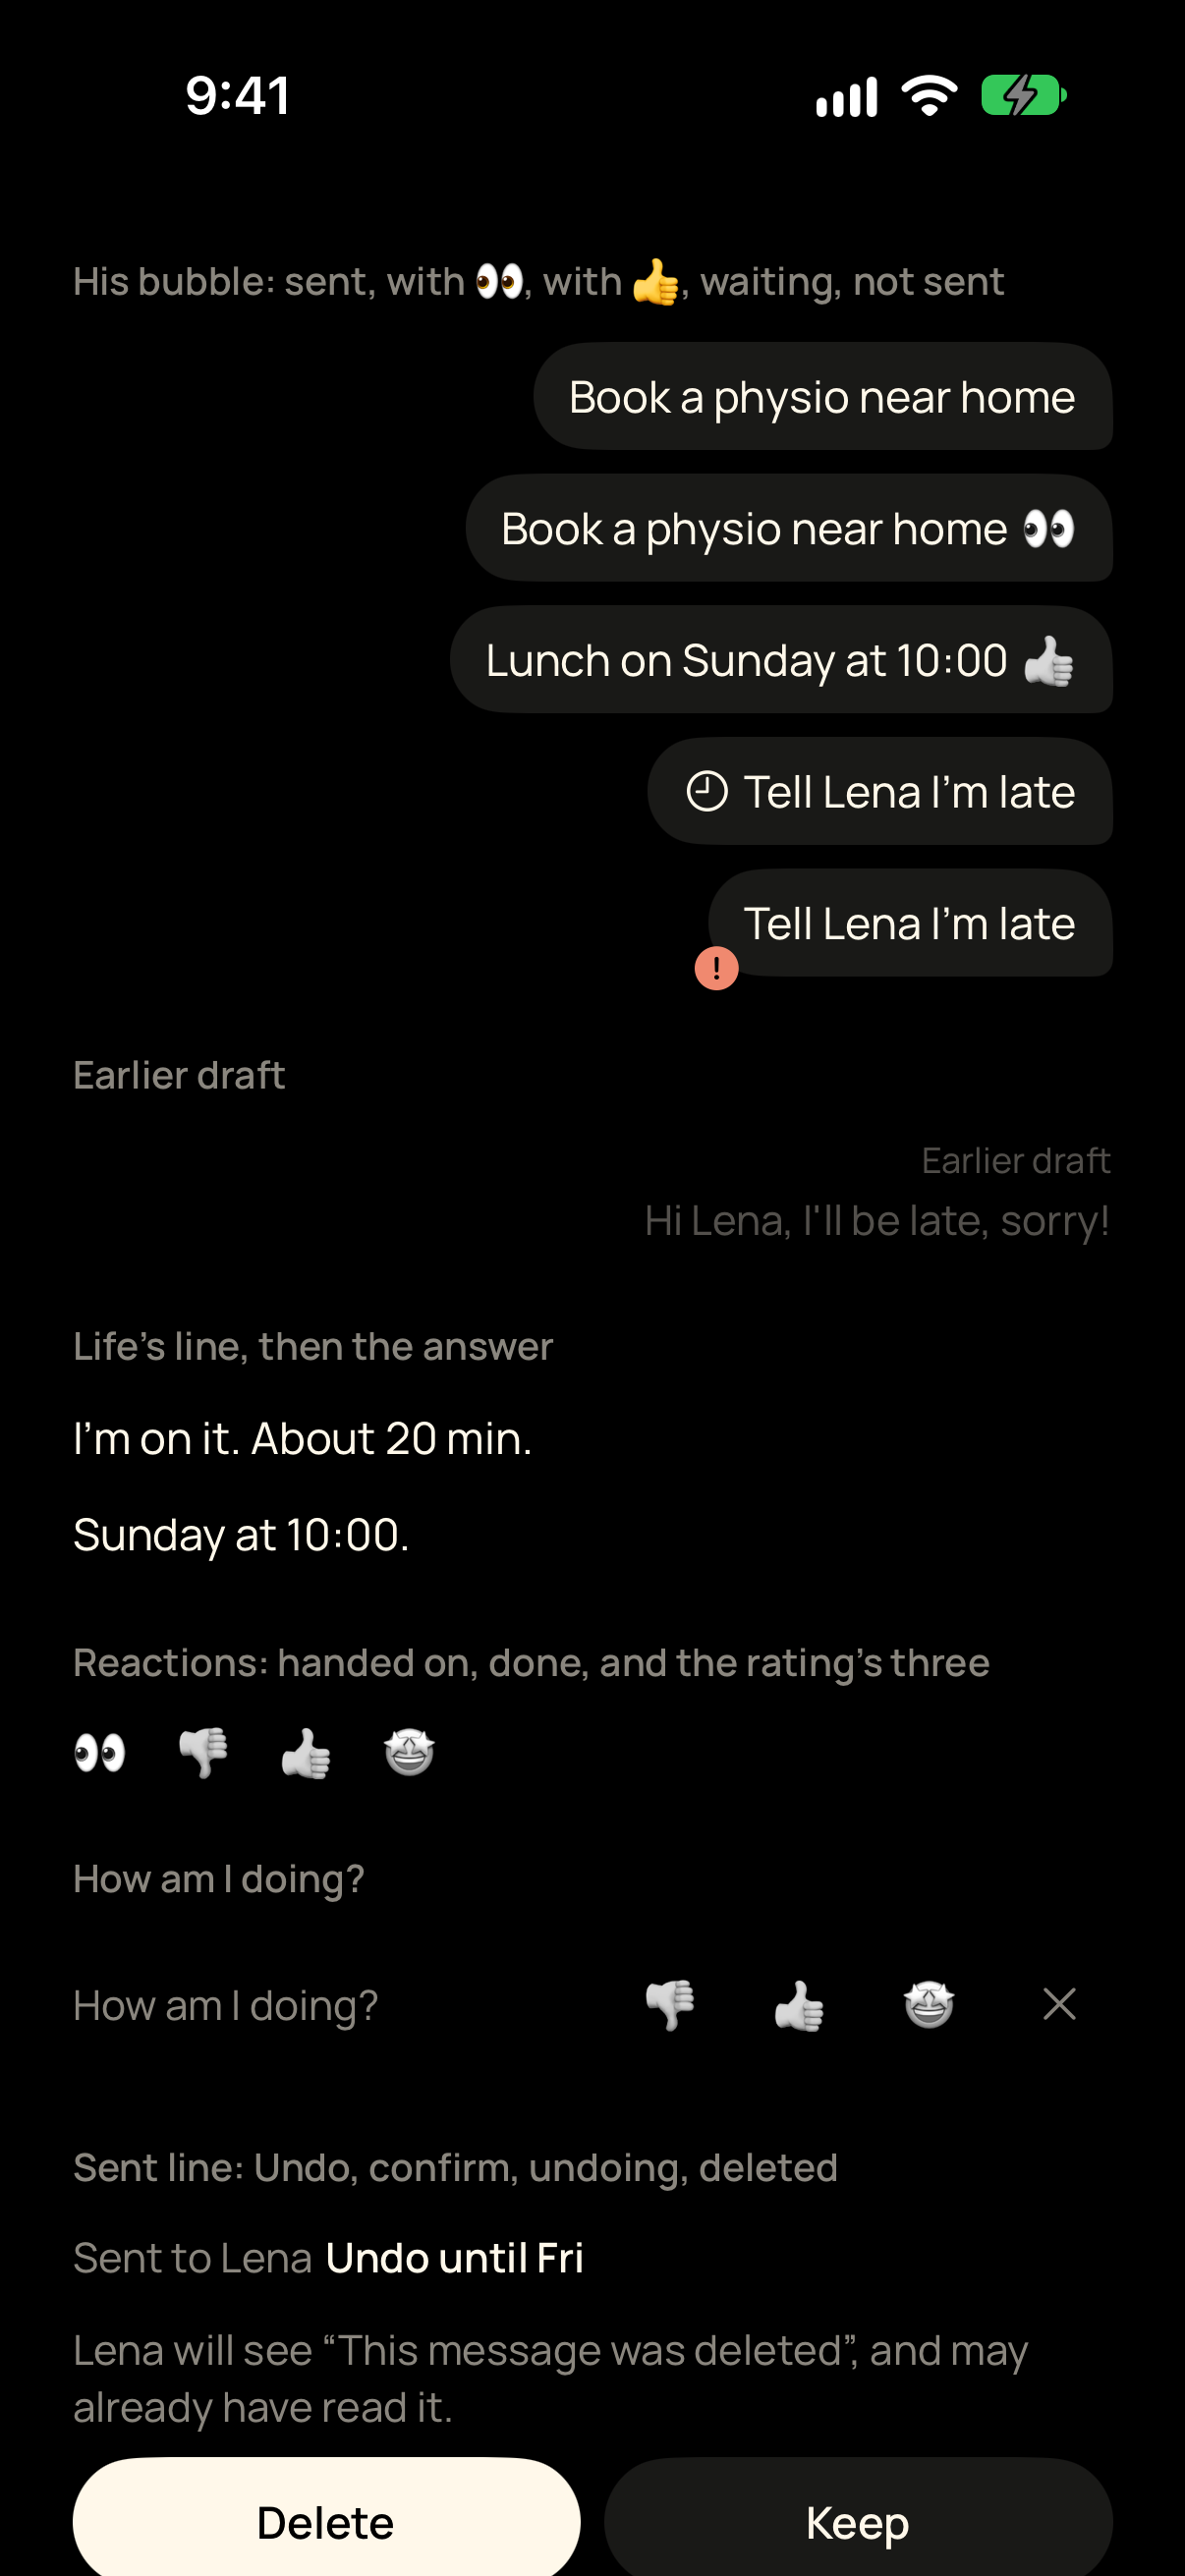 9:41
His bubble: sent, with 👀, with 👍, waiting, not sent
Book a physio near home
Book a physio near home 👀
Lunch on Sunday at 10:00 👍
Tell Lena I’m late
Tell Lena I’m late
!
Earlier draft
Earlier draft
Hi Lena, I'll be late, sorry!
Life’s line, then the answer
I’m on it. About 20 min.
Sunday at 10:00.
Reactions: handed on, done, and the rating’s three
👀 👎 👍 🤩
How am I doing?
How am I doing? 👎 👍 🤩
Sent line: Undo, confirm, undoing, deleted
Sent to Lena Undo until Fri
Lena will see “This message was deleted”, and may
already have read it.
Delete Keep